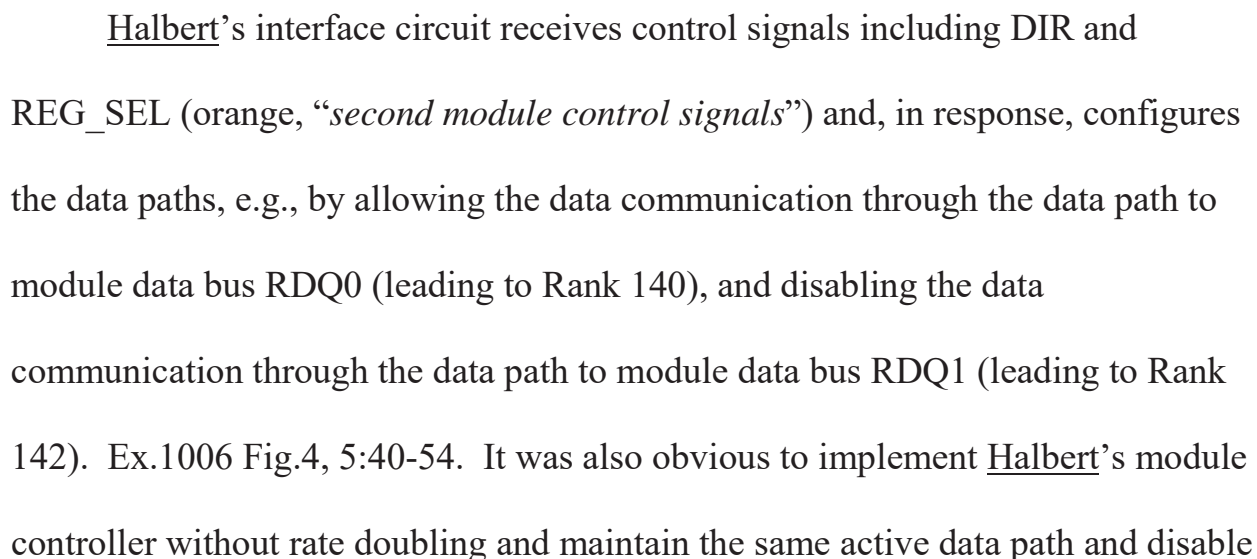 Halbert’s interface circuit receives control signals including DIR and
REG_SEL (orange, “second module control signals”) and, in response, configures
the data paths, e.g., by allowing the data communication through the data path to
module data bus RDQ0 (leading to Rank 140), and disabling the data
communication through the data path to module data bus RDQ1 (leading to Rank
142).  Ex.1006 Fig.4, 5:40-54.  It was also obvious to implement Halbert’s module
controller without rate doubling and maintain the same active data path and disable